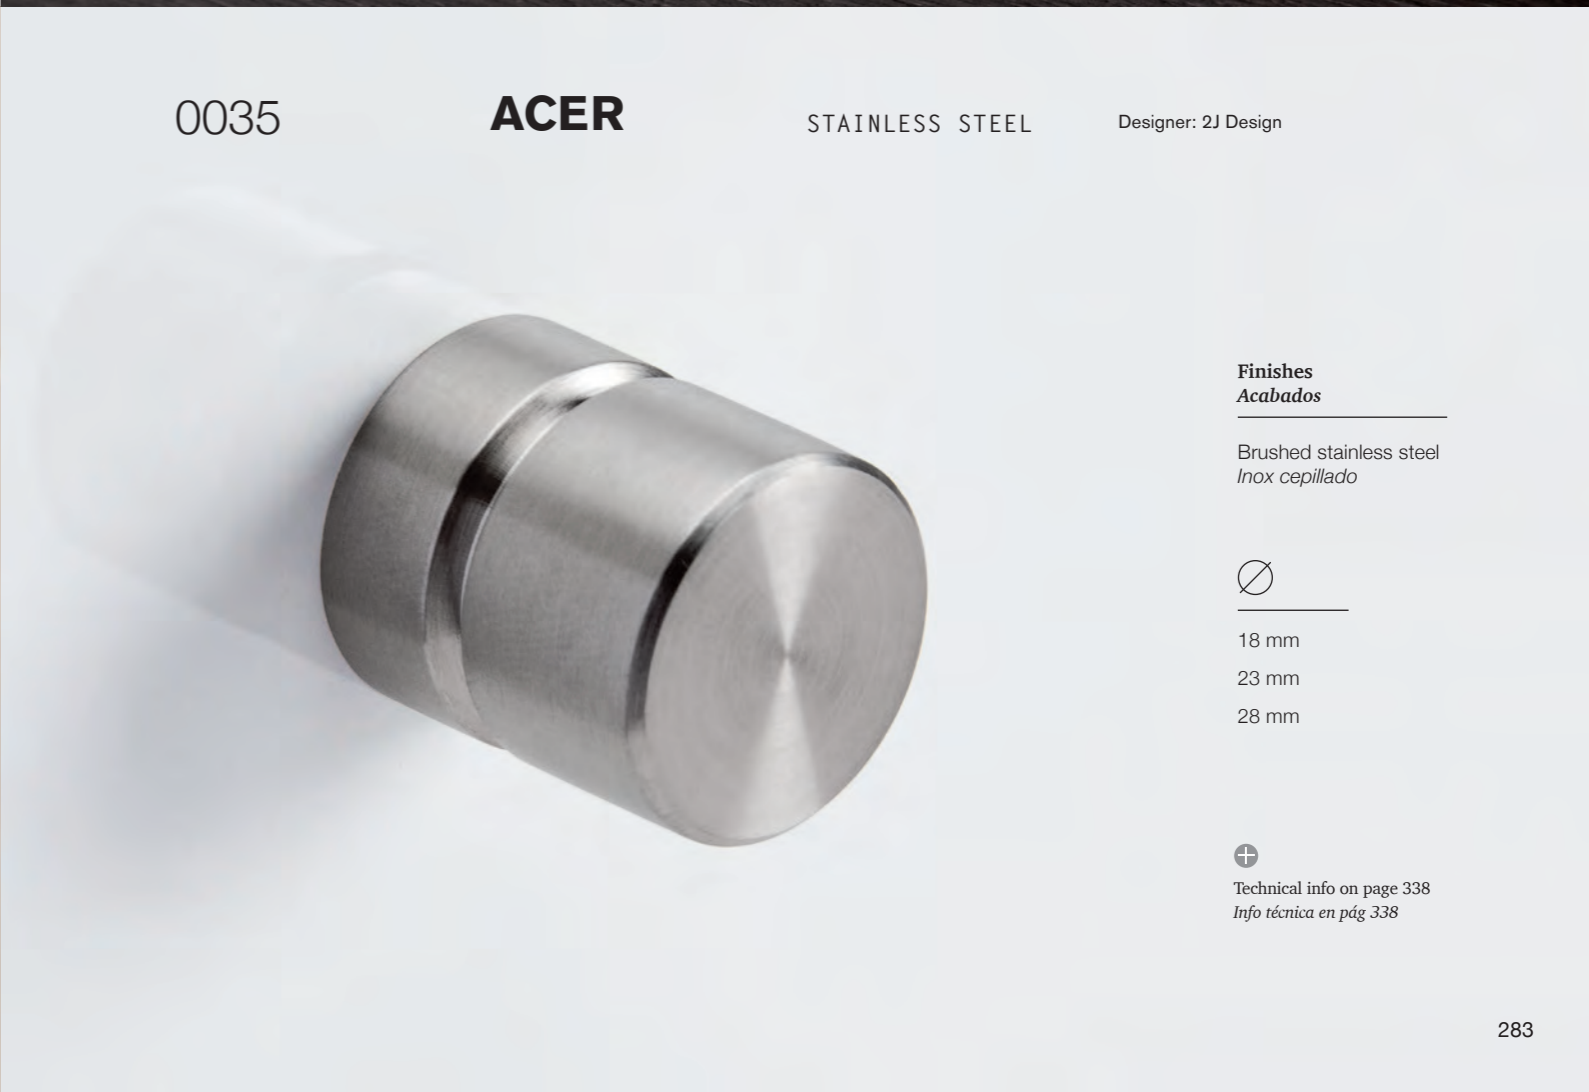 0035
ACER
STAINLESS STEEL
Designer: 2J Design
Finishes
Acabados
Brushed stainless steel
Inox cepillado
18 mm
23 mm
28 mm
Technical info on page 338
Info técnica en pág 338
283